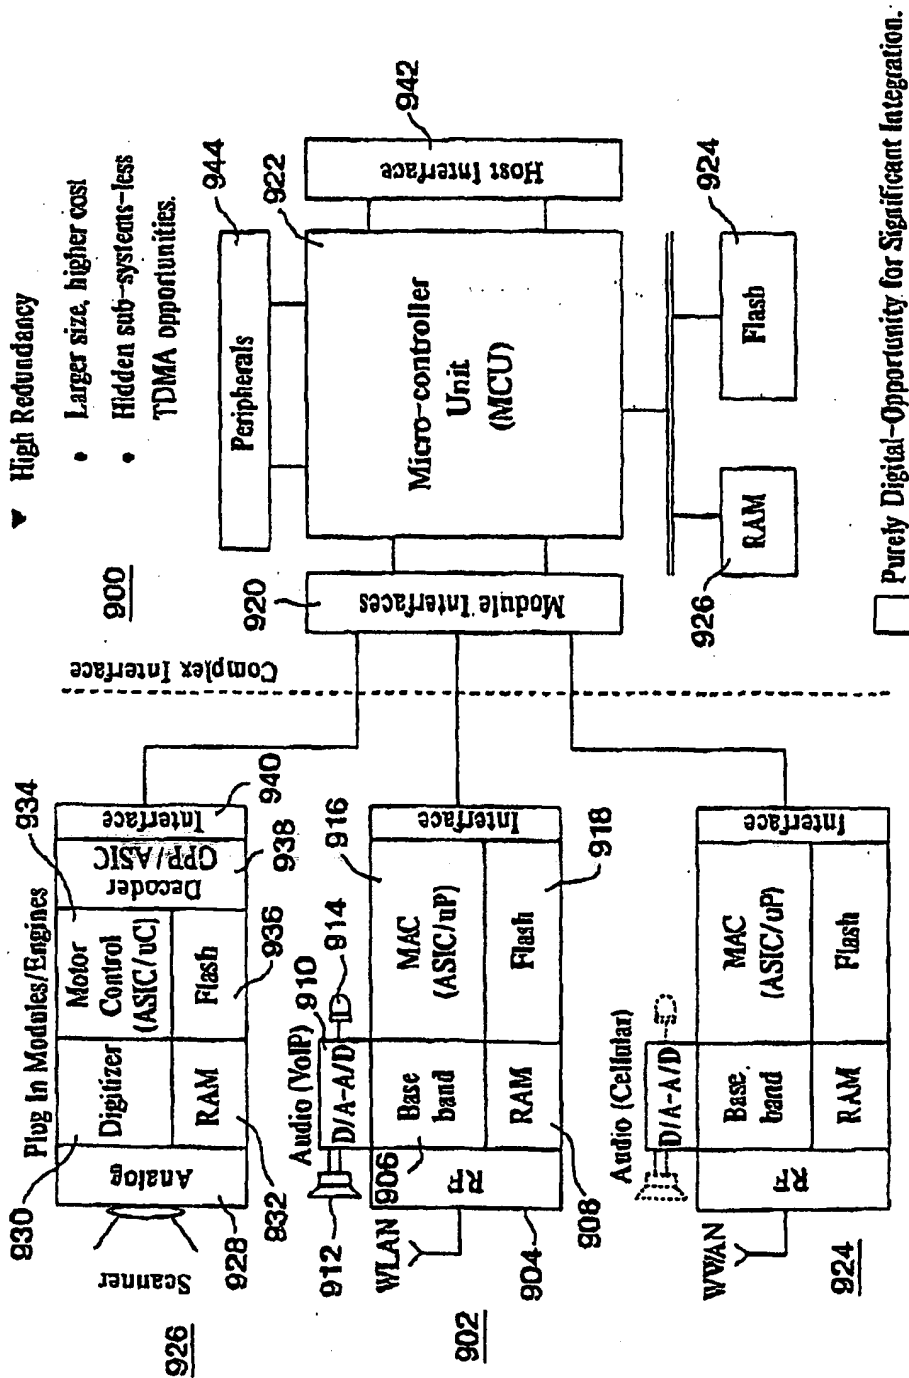 High Redundancy
• Larger size, higher cost
• Hidden sub-systems-less
TDMA opportunities.
900
Plug In Modules/Engines
Complex Interface
Scanner
926
Analog
928
Digitizer
930
RAM
932
Motor
Control
(ASIC/uC)
934
Flash
936
Decoder
CPP/ASIC
938
Interface
940
Audio (VoIP)
D/A-A/D
910
912
914
WLAN
902
RF
904
Base
band
906
RAM
908
MAC
(ASIC/uP)
916
Flash
918
Interface
Audio (Cellular)
D/A-A/D
WWAN
924
RF
Base
band
RAM
MAC
(ASIC/uP)
Flash
Interface
Module Interfaces
920
Peripherals
944
Micro-controller
Unit
(MCU)
922
Host Interface
942
RAM
926
Flash
924
Purely Digital-Opportunity for Significant Integration.